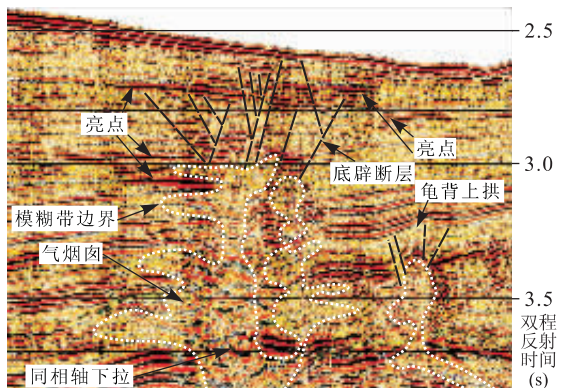 2.5
亮点
亮点
3.0
底辟断层
龟背上拱
模糊带边界
气烟囱
3.5
双程
反射
时间
(s)
同相轴下拉